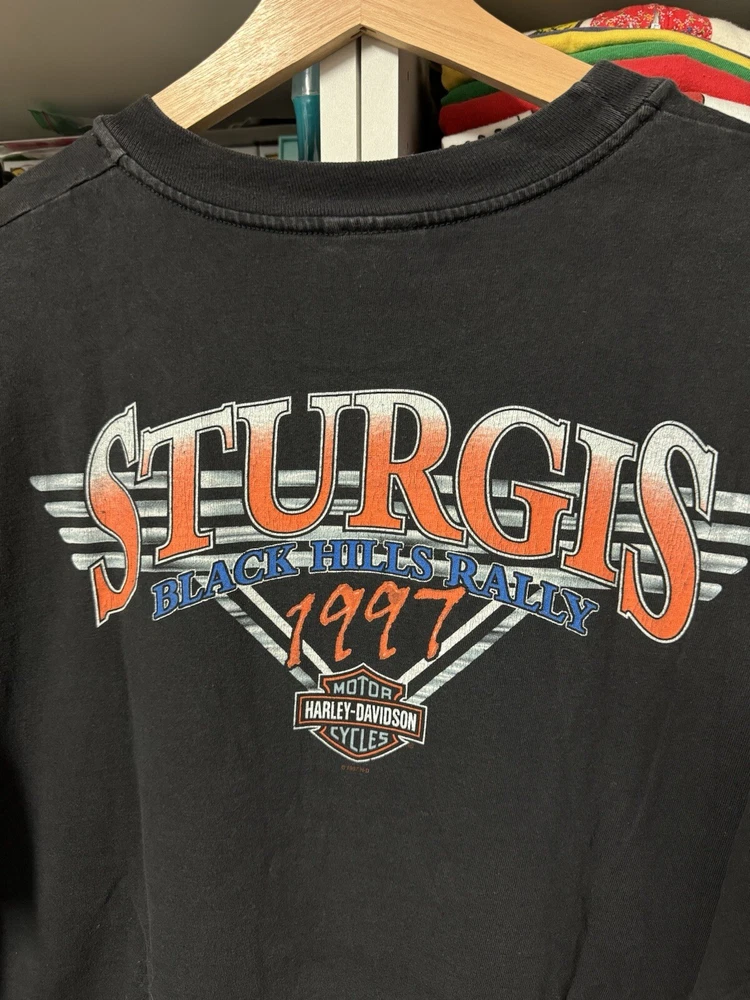 STURGIS
BLACK HILLS RALLY
1997
MOTOR
HARLEY-DAVIDSON
CYCLES